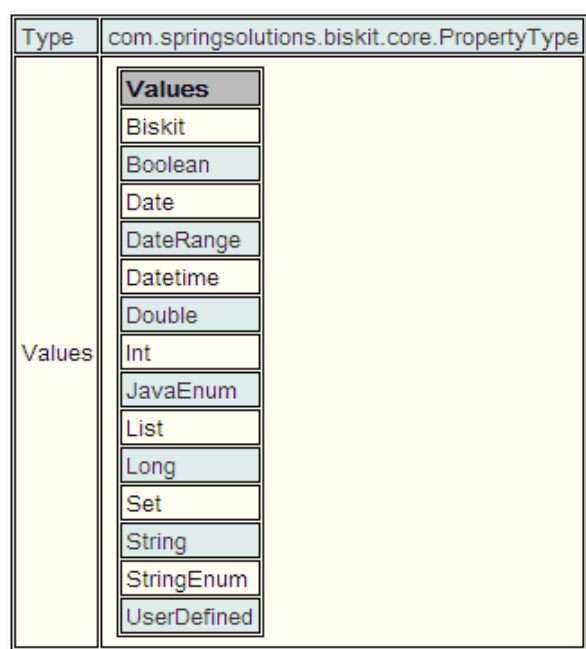 Type com.springsolutions.biskit.core.PropertyType
Values
Values
Biskit
Boolean
Date
DateRange
Datetime
Double
Int
JavaEnum
List
Long
Set
String
StringEnum
UserDefined